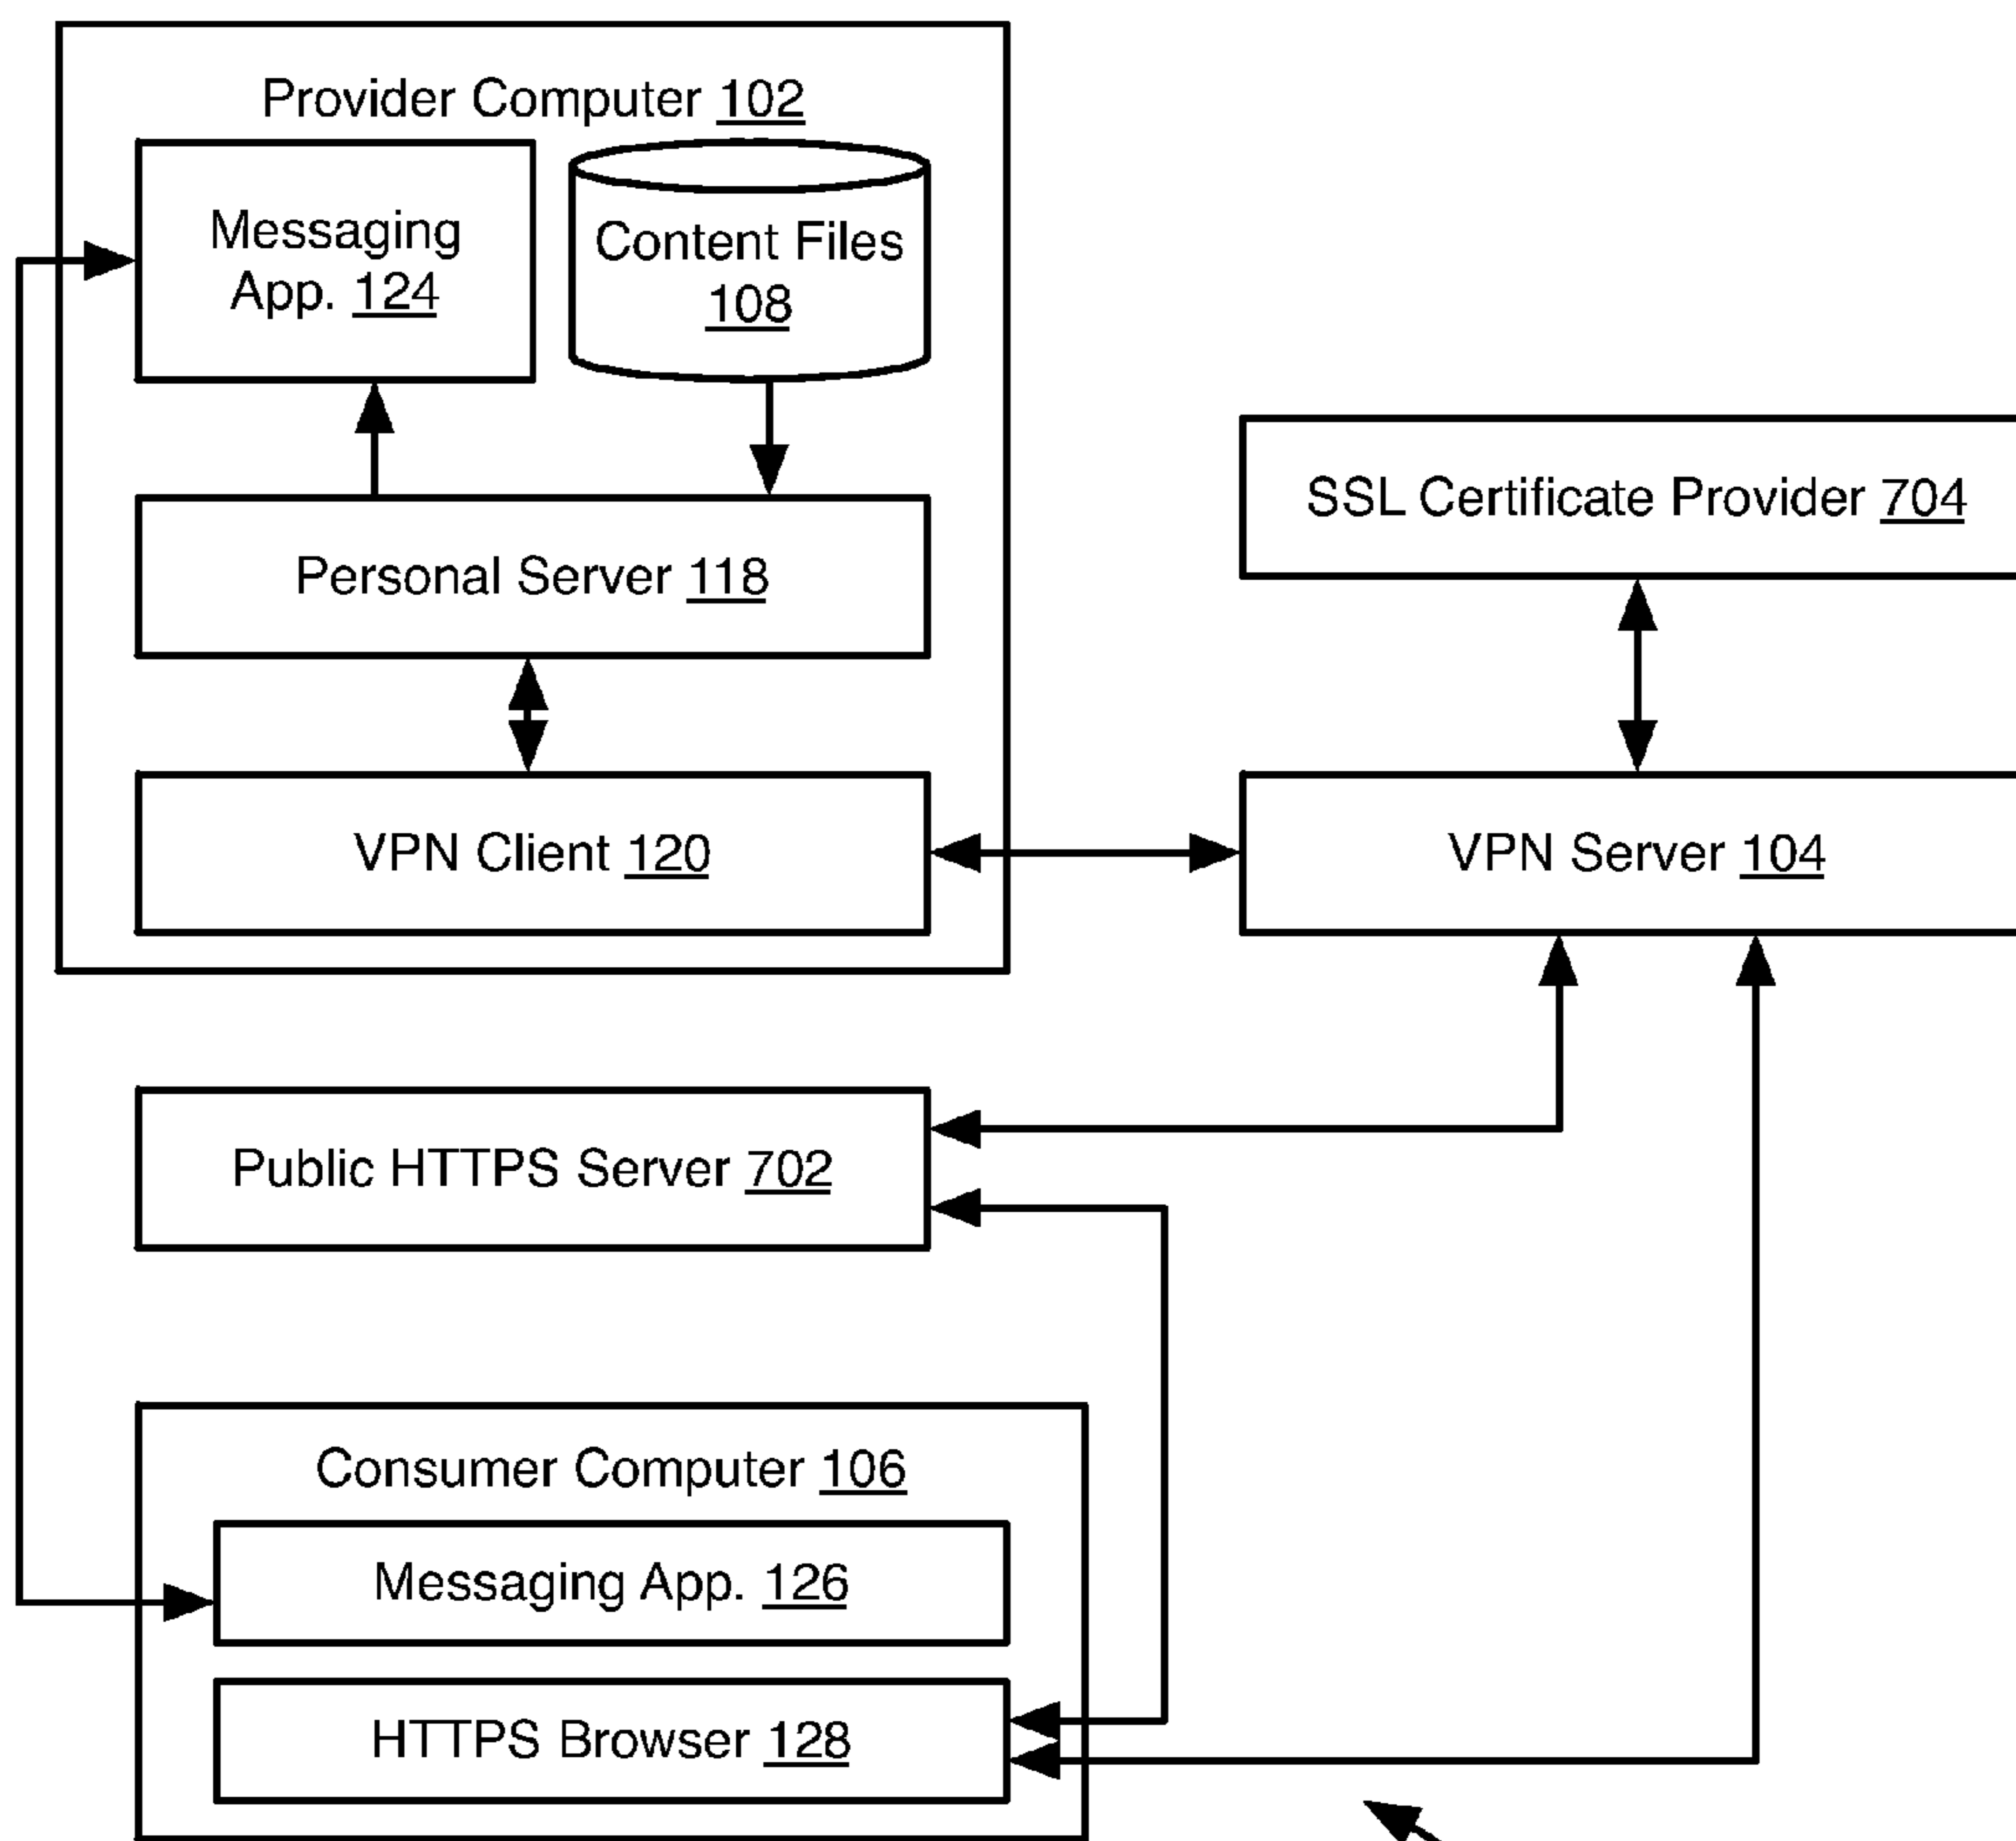 Provider Computer 102
Messaging
App. 124
Content Files
108
Personal Server 118
SSL Certificate Provider 704
VPN Client 120
VPN Server 104
Public HTTPS Server 702
Consumer Computer 106
Messaging App. 126
HTTPS Browser 128